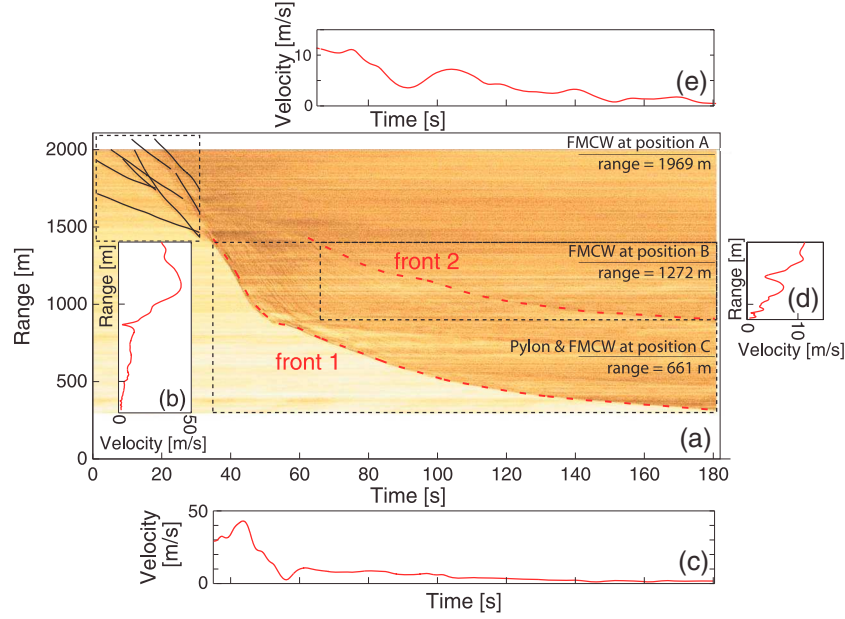 Velocity
[m/s]
10
0
(e)
Time [s]
Range [m]
2000
1500
1000
500
0
FMCW at position A
range = 1969 m
FMCW at position B
range = 1272 m
Pylon & FMCW at position C
range = 661 m
front 2
front 1
(a)
Range [m]
(b)
0
50
Velocity [m/s]
Range [m]
(d)
0
10
Velocity [m/s]
0 20 40 60 80 100 120 140 160 180
Time [s]
Velocity
[m/s]
50
0
(c)
Time [s]